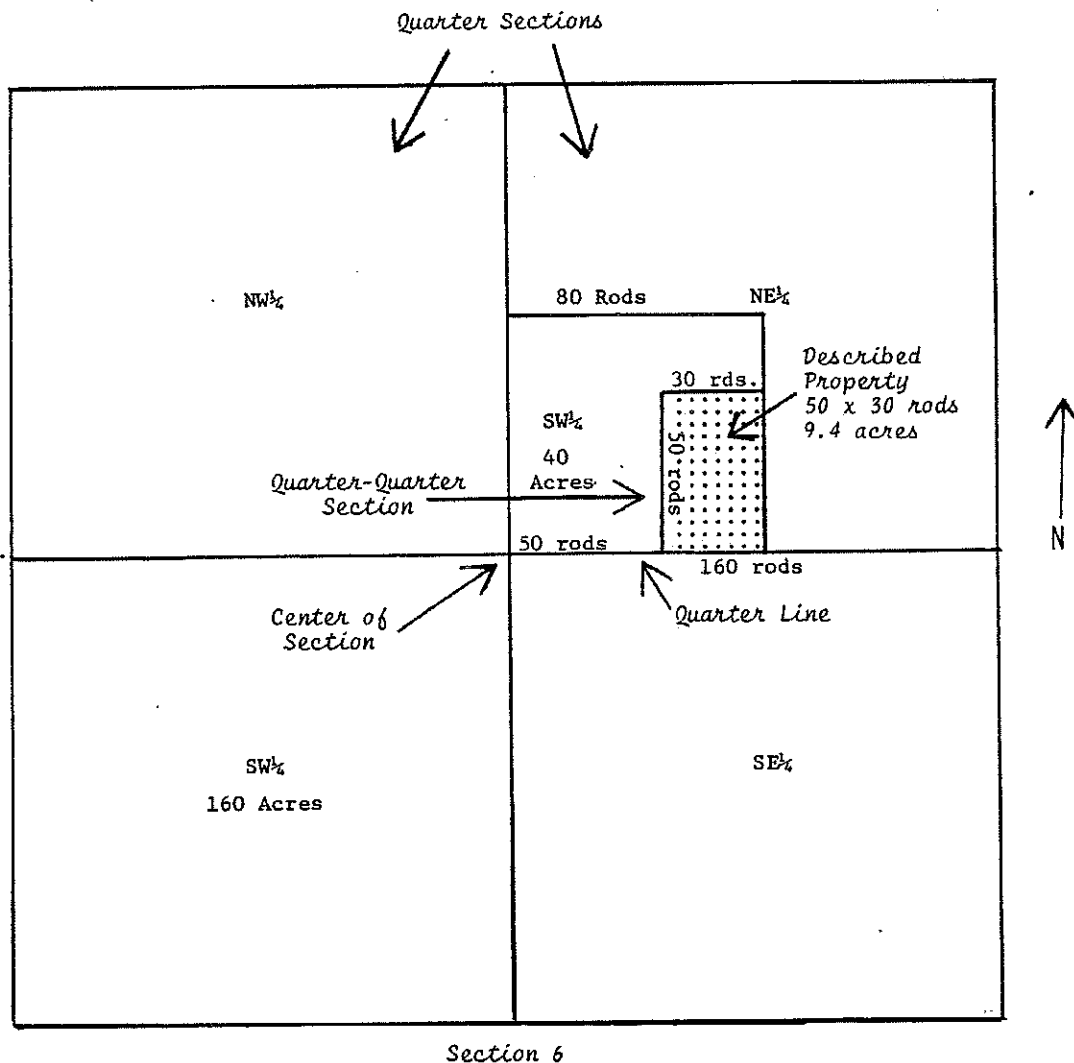 Quarter Sections
NW¼
80 Rods
NE¼
Described
Property
50 x 30 rods
9.4 acres
30 rds.
SW¼
40
Acres
50 rods
Quarter-Quarter
Section
N
50 rods
160 rods
Center of
Section
Quarter Line
SW¼
160 Acres
SE¼
Section 6